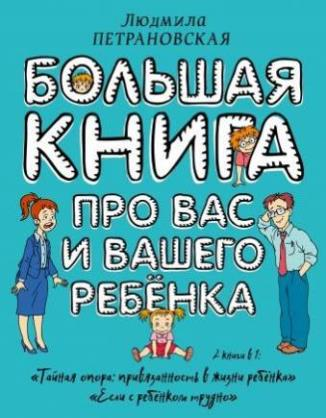 Людмила
ПЕТРАНОВСКАЯ
БОЛЬШАЯ
КНИГА
ПРО ВАС
И ВАШЕГО
РЕБЁНКА
2 книги в 1:
«Тайная опора: привязанность в жизни ребёнка»
«Если с ребёнком трудно»